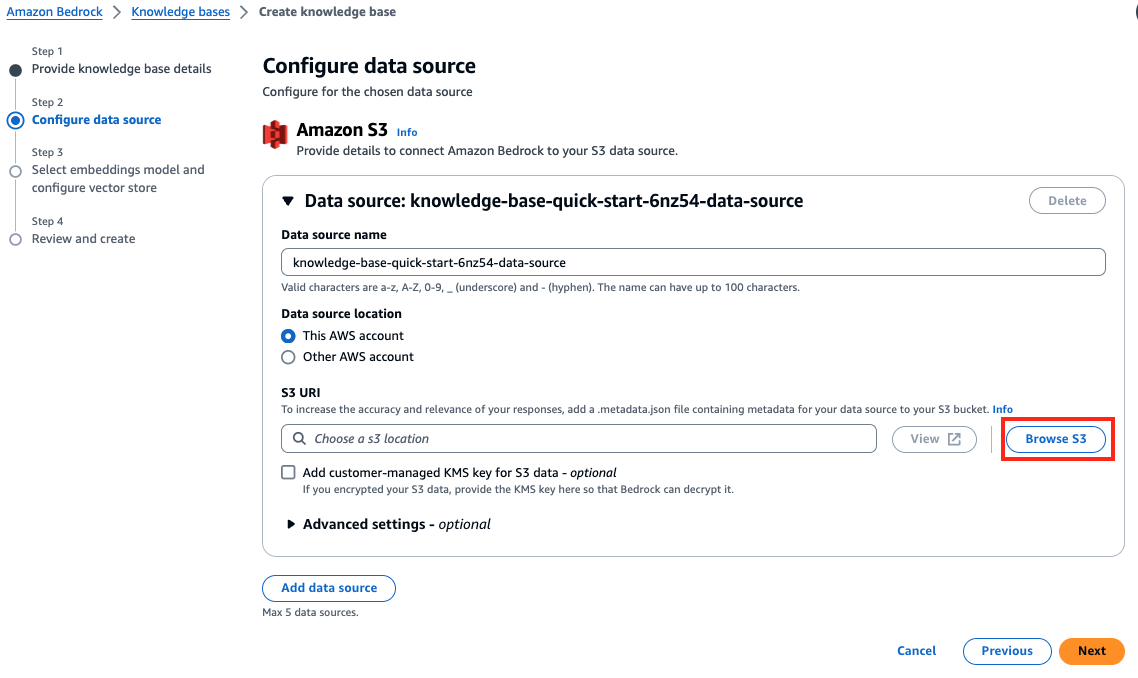 Amazon Bedrock > Knowledge bases > Create knowledge base
Step 1
Provide knowledge base details
Step 2
Configure data source
Step 3
Select embeddings model and
configure vector store
Step 4
Review and create
Configure data source
Configure for the chosen data source
Amazon S3 Info
Provide details to connect Amazon Bedrock to your S3 data source.
Data source: knowledge-base-quick-start-6nz54-data-source
Delete
Data source name
knowledge-base-quick-start-6nz54-data-source
Valid characters are a-z, A-Z, 0-9, _ (underscore) and - (hyphen). The name can have up to 100 characters.
Data source location
This AWS account
Other AWS account
S3 URI
To increase the accuracy and relevance of your responses, add a .metadata.json file containing metadata for your data source to your S3 bucket. Info
Choose a s3 location
View
Browse S3
Add customer-managed KMS key for S3 data - optional
If you encrypted your S3 data, provide the KMS key here so that Bedrock can decrypt it.
Advanced settings - optional
Add data source
Max 5 data sources.
Cancel
Previous
Next